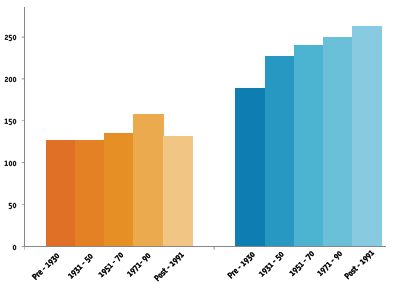 250
200
150
100
50
0
Pre - 1930
1931 - 50
1951 - 70
1971- 90
Post - 1991
Pre - 1930
1931 - 50
1951 - 70
1971 - 90
Post - 1991